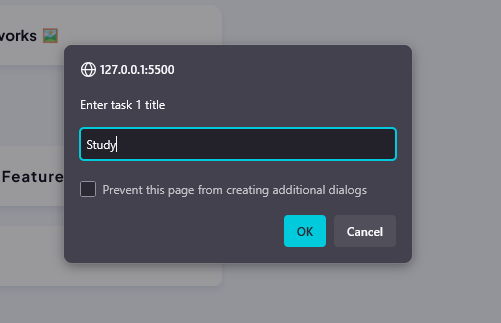 works 🖼️
127.0.0.1:5500
Enter task 1 title
Study
Feature
Prevent this page from creating additional dialogs
OK
Cancel